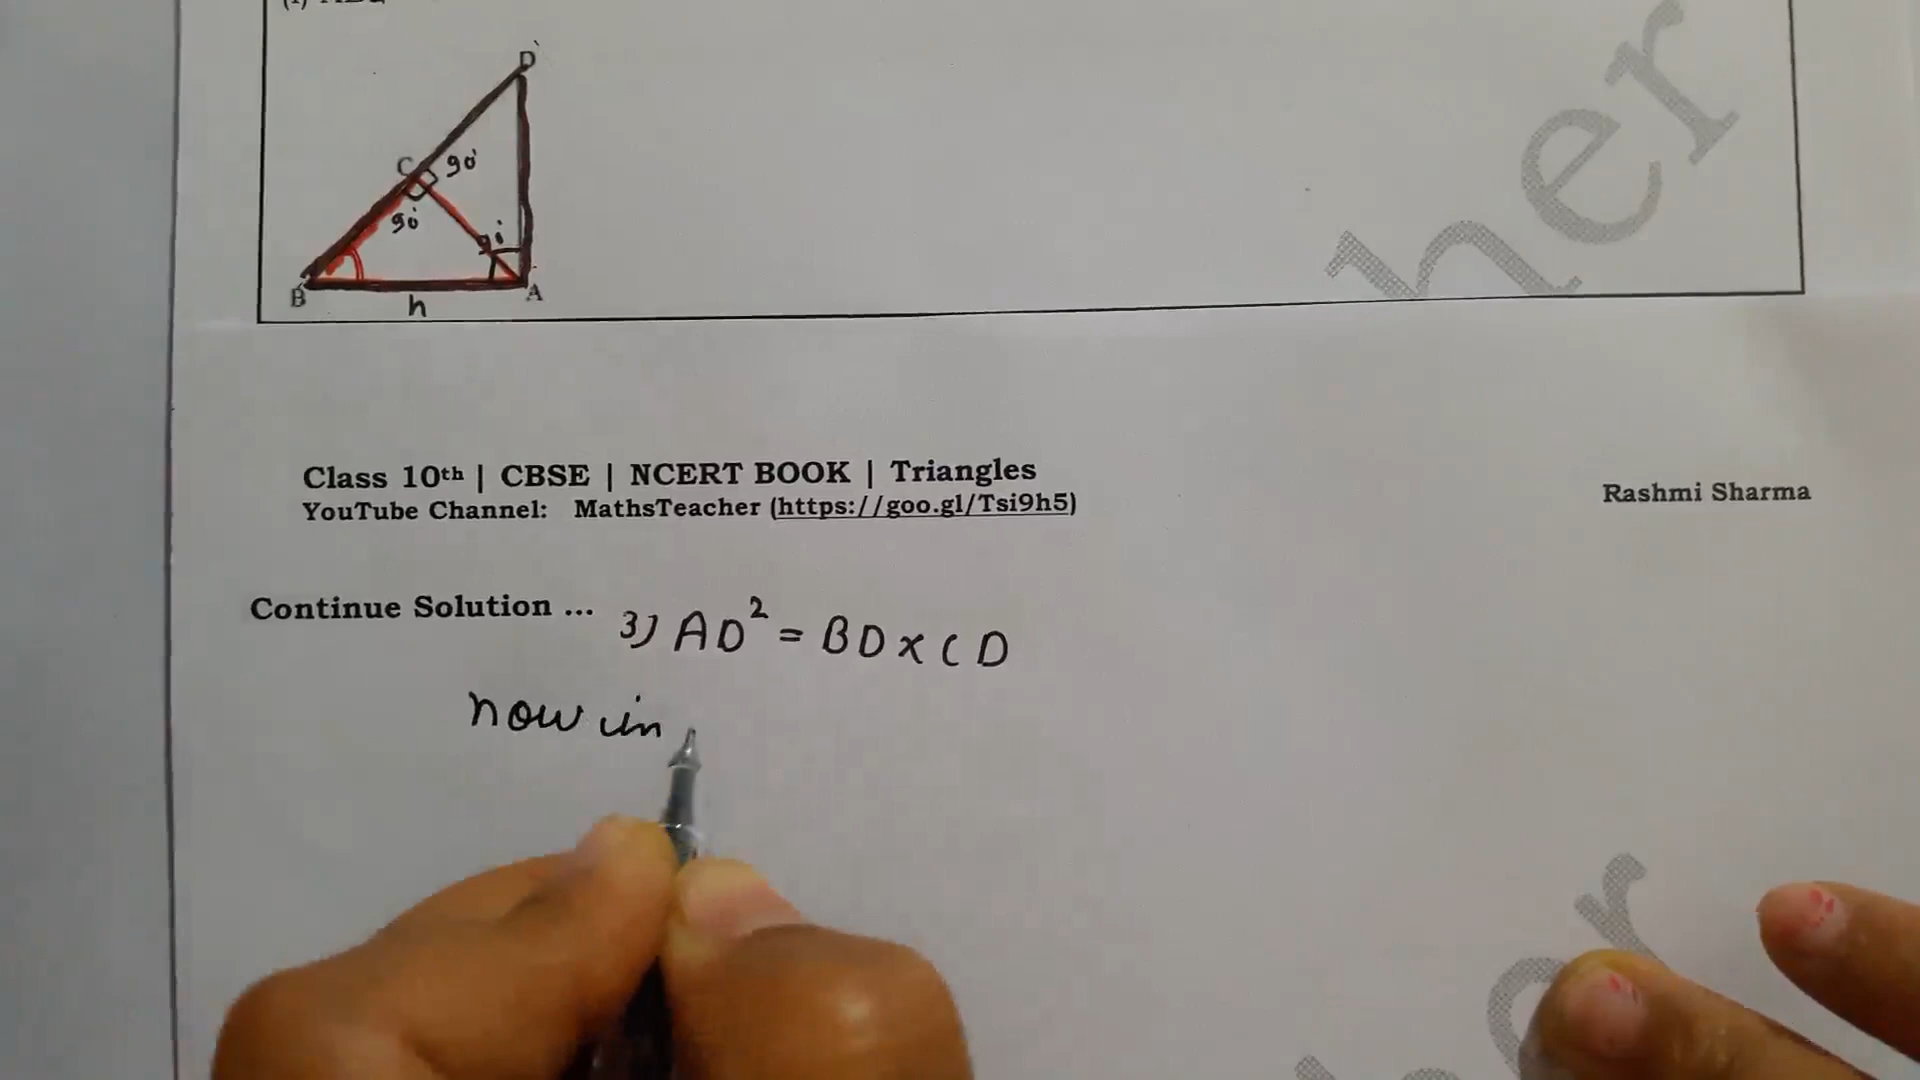 D
C 90°
90°
B
A
h
her
Class 10th | CBSE | NCERT BOOK | Triangles
Rashmi Sharma
YouTube Channel: MathsTeacher (https://goo.gl/Tsi9h5)
Continue Solution ... 3) AD² = BD x CD
now in